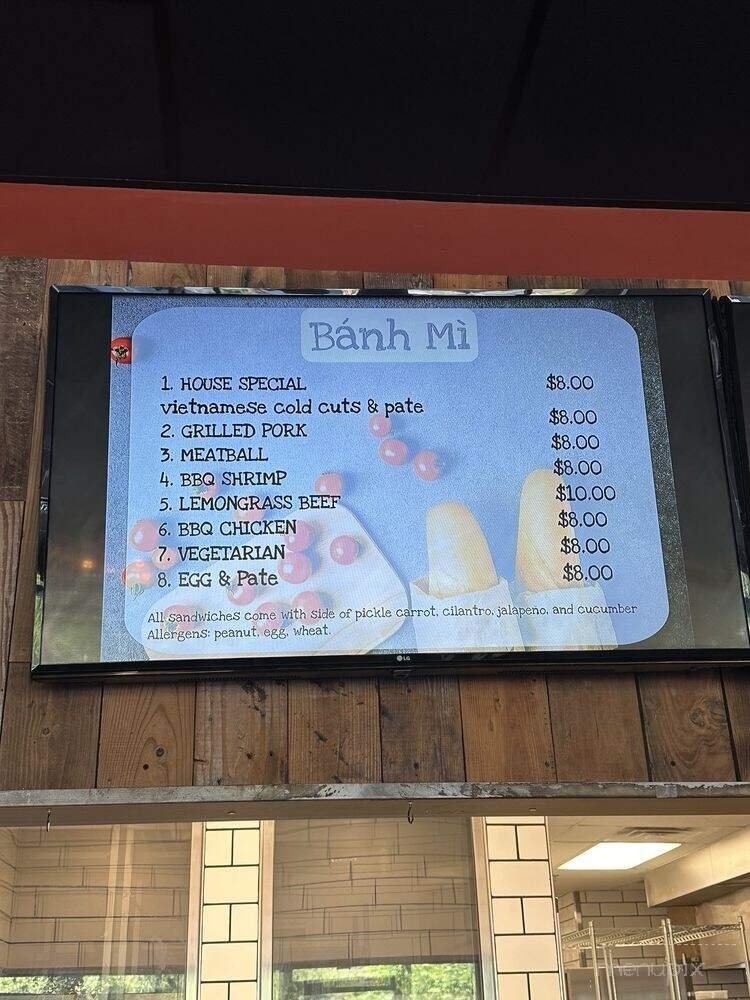 Bánh Mì
1. HOUSE SPECIAL $8.00
vietnamese cold cuts & pate
2. GRILLED PORK $8.00
3. MEATBALL $8.00
4. BBQ SHRIMP $8.00
5. LEMONGRASS BEEF $10.00
6. BBQ CHICKEN $8.00
7. VEGETARIAN $8.00
8. EGG & Pate $8.00
All sandwiches come with side of pickle carrot, cilantro, jalapeno, and cucumber
Allergens: peanut, egg, wheat.
LG
menupix